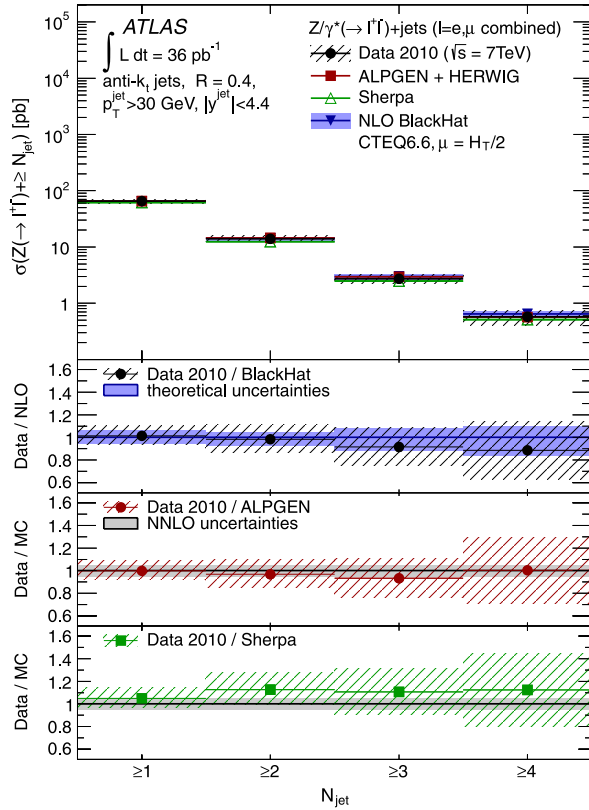 ATLAS
∫ L dt = 36 pb⁻¹
anti-kₜ jets, R = 0.4,
p_T^jet>30 GeV, |y^jet|<4.4
Z/γ*(→ l⁺l⁻)+jets (l=e,μ combined)
Data 2010 (√s = 7TeV)
ALPGEN + HERWIG
Sherpa
NLO BlackHat
CTEQ6.6, μ = H_T/2
σ(Z(→ l⁺l⁻)+≥ N_jet) [pb]
10⁵
10⁴
10³
10²
10
1
Data / NLO
1.6
1.4
1.2
1.0
0.8
0.6
Data 2010 / BlackHat
theoretical uncertainties
Data / MC
1.6
1.4
1.2
1
0.8
0.6
Data 2010 / ALPGEN
NNLO uncertainties
Data / MC
1.6
1.4
1.2
1
0.8
0.6
Data 2010 / Sherpa
≥1 ≥2 ≥3 ≥4
N_jet